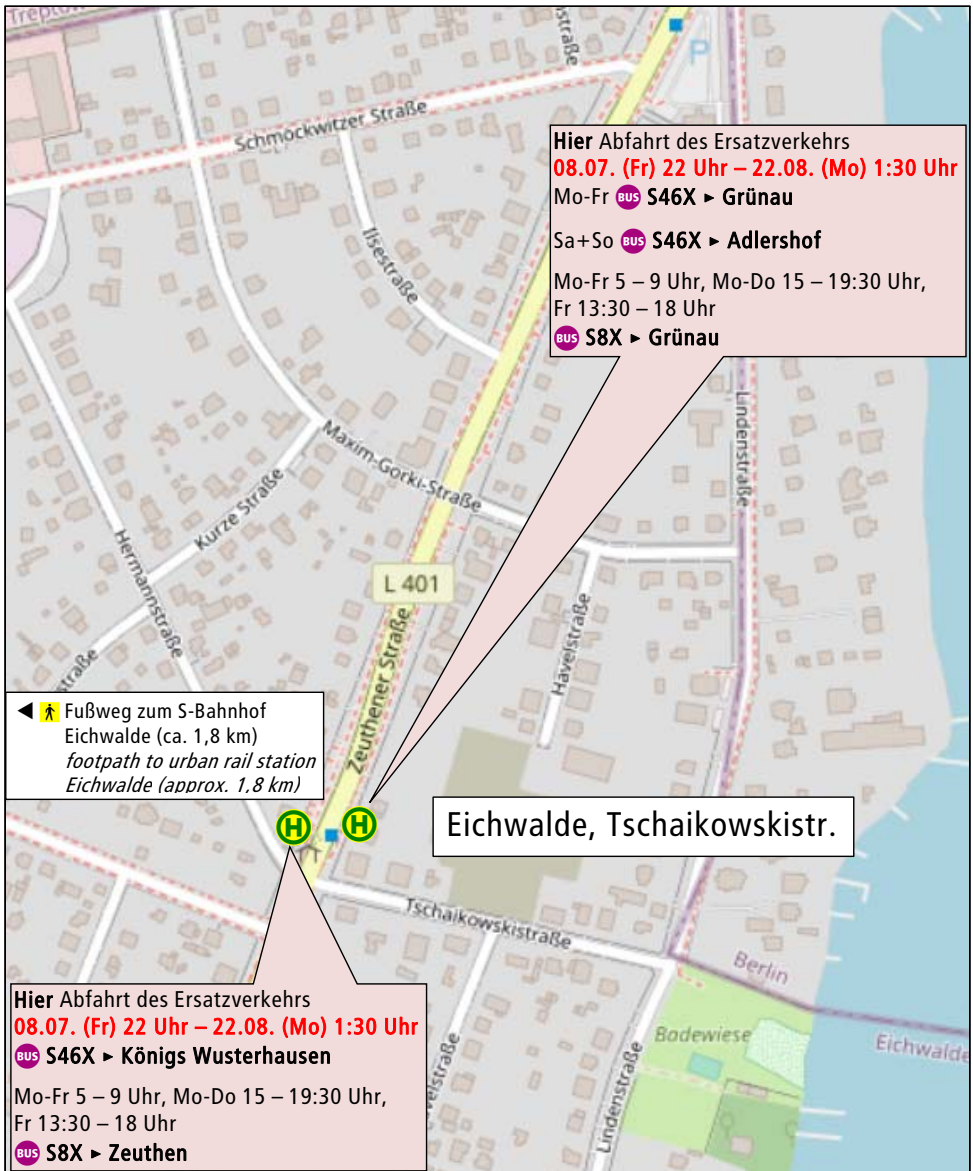 Treptow
Schmöckwitzer Straße
straße
P
Hier Abfahrt des Ersatzverkehrs
08.07. (Fr) 22 Uhr – 22.08. (Mo) 1:30 Uhr
Mo-Fr BUS S46X ► Grünau
Sa+So BUS S46X ► Adlershof
Mo-Fr 5 – 9 Uhr, Mo-Do 15 – 19:30 Uhr,
Fr 13:30 – 18 Uhr
BUS S8X ► Grünau
Ilsestraße
Lindenstraße
Maxim-Gorki-Straße
Kurze Straße
Hermannstraße
L 401
Havelstraße
Zeuthener Straße
straße
◄ Fußweg zum S-Bahnhof
Eichwalde (ca. 1,8 km)
footpath to urban rail station
Eichwalde (approx. 1,8 km)
H
H
Eichwalde, Tschaikowskistr.
Tschaikowskistraße
Berlin
Eichwalde
Badewiese
velstraße
Lindenstraße
Hier Abfahrt des Ersatzverkehrs
08.07. (Fr) 22 Uhr – 22.08. (Mo) 1:30 Uhr
BUS S46X ► Königs Wusterhausen
Mo-Fr 5 – 9 Uhr, Mo-Do 15 – 19:30 Uhr,
Fr 13:30 – 18 Uhr
BUS S8X ► Zeuthen